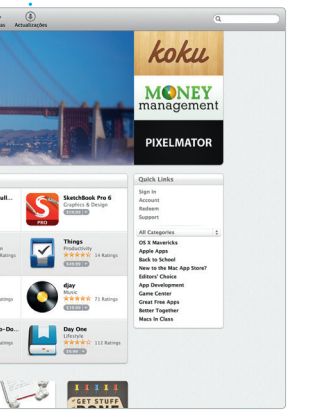 Actualizações
koku
MONEY
management
PIXELMATOR
Quick Links
Sign In
Account
Redeem
Support
All Categories
OS X Mavericks
Apple Apps
Back to School
New to the Mac App Store?
Editors' Choice
App Development
Game Center
Great Free Apps
Better Together
Macs In Class
SketchBook Pro 6
Graphics & Design
PRO
Things
Productivity
14 Ratings
Ratings
djay
Music
71 Ratings
Day One
Lifestyle
112 Ratings
GET STUFF
DONE